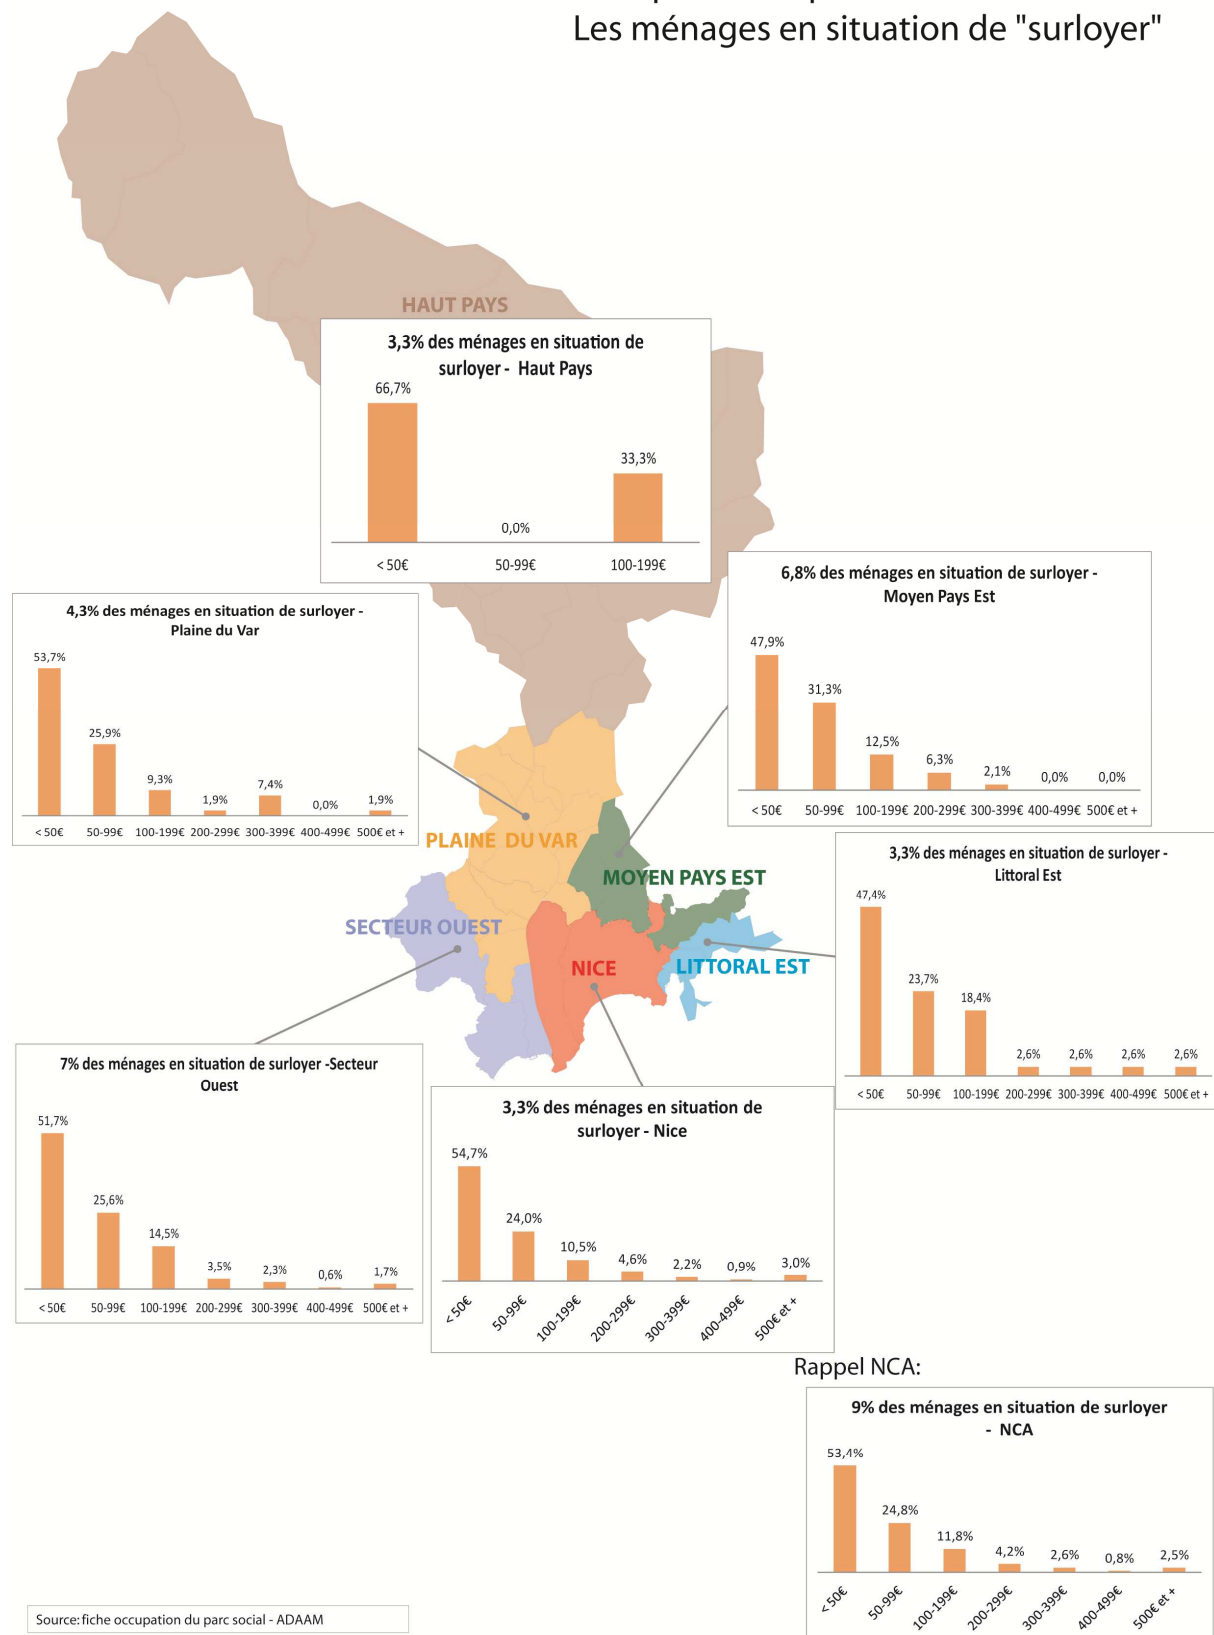 Les ménages en situation de "surloyer"
HAUT PAYS
3,3% des ménages en situation de
surloyer - Haut Pays
66,7%
33,3%
0,0%
< 50€ 50-99€ 100-199€
6,8% des ménages en situation de surloyer -
Moyen Pays Est
47,9%
31,3%
12,5%
6,3%
2,1%
0,0%
0,0%
< 50€ 50-99€ 100-199€ 200-299€ 300-399€ 400-499€ 500€ et +
4,3% des ménages en situation de surloyer -
Plaine du Var
53,7%
25,9%
9,3%
1,9%
7,4%
0,0%
1,9%
< 50€ 50-99€ 100-199€ 200-299€ 300-399€ 400-499€ 500€ et +
PLAINE DU VAR
MOYEN PAYS EST
SECTEUR OUEST
NICE
LITTORAL EST
3,3% des ménages en situation de surloyer -
Littoral Est
47,4%
23,7%
18,4%
2,6%
2,6%
2,6%
2,6%
< 50€ 50-99€ 100-199€ 200-299€ 300-399€ 400-499€ 500€ et +
7% des ménages en situation de surloyer -Secteur
Ouest
51,7%
25,6%
14,5%
3,5%
2,3%
0,6%
1,7%
< 50€ 50-99€ 100-199€ 200-299€ 300-399€ 400-499€ 500€ et +
3,3% des ménages en situation de
surloyer - Nice
54,7%
24,0%
10,5%
4,6%
2,2%
0,9%
3,0%
< 50€
50-99€
100-199€
200-299€
300-399€
400-499€
500€ et +
Rappel NCA:
9% des ménages en situation de surloyer
- NCA
53,4%
24,8%
11,8%
4,2%
2,6%
0,8%
2,5%
< 50€
50-99€
100-199€
200-299€
300-399€
400-499€
500€ et +
Source: fiche occupation du parc social - ADAAM